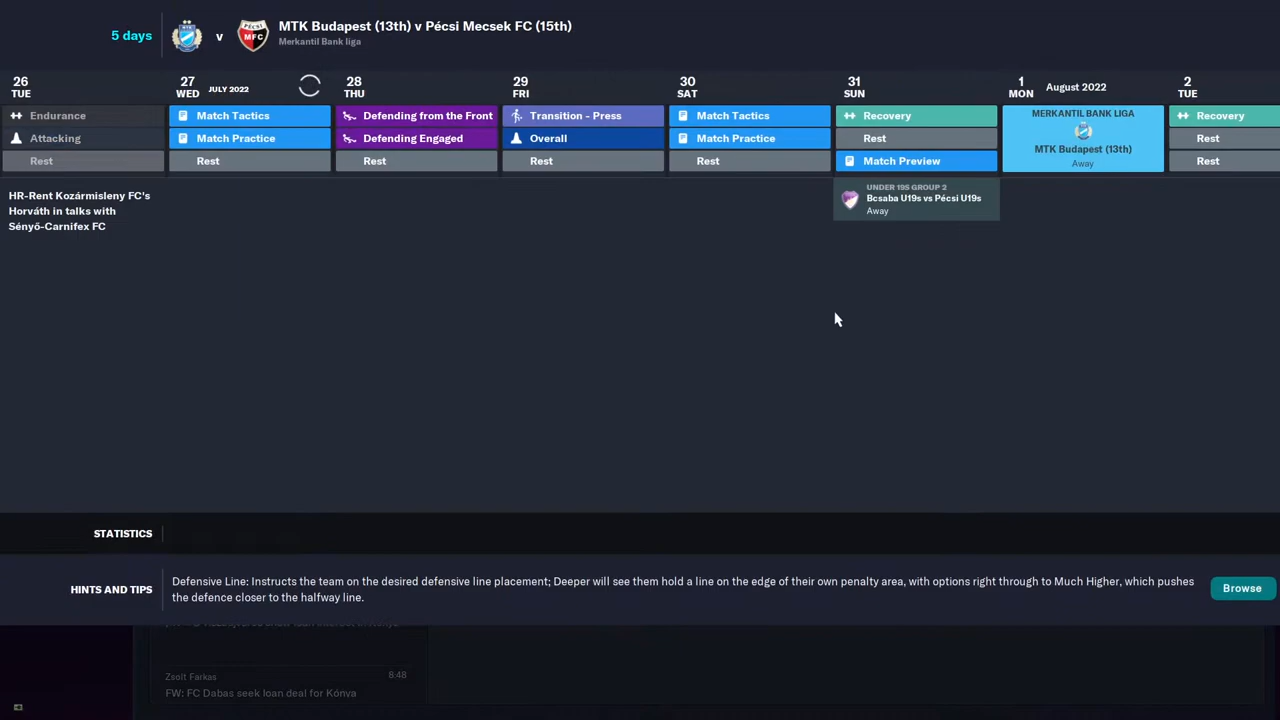 5 days
v
MTK Budapest (13th) v Pécsi Mecsek FC (15th)
Merkantil Bank liga
PÉCSI
MFC
26
TUE
27
WED JULY 2022
28
THU
29
FRI
30
SAT
31
SUN
1
MON August 2022
2
TUE
Endurance
Attacking
Rest
Match Tactics
Match Practice
Rest
Defending from the Front
Defending Engaged
Rest
Transition - Press
Overall
Rest
Match Tactics
Match Practice
Rest
Recovery
Rest
Match Preview
MERKANTIL BANK LIGA
MTK Budapest (13th)
Away
Recovery
Rest
Rest
HR-Rent Kozármisleny FC's
Horváth in talks with
Sényő-Carnifex FC
UNDER 19S GROUP 2
Bcsaba U19s vs Pécsi U19s
Away
STATISTICS
HINTS AND TIPS
Defensive Line: Instructs the team on the desired defensive line placement; Deeper will see them hold a line on the edge of their own penalty area, with options right through to Much Higher, which pushes
the defence closer to the halfway line.
Browse
Zsolt Farkas 8:48
FW: FC Dabas seek loan deal for Kónva